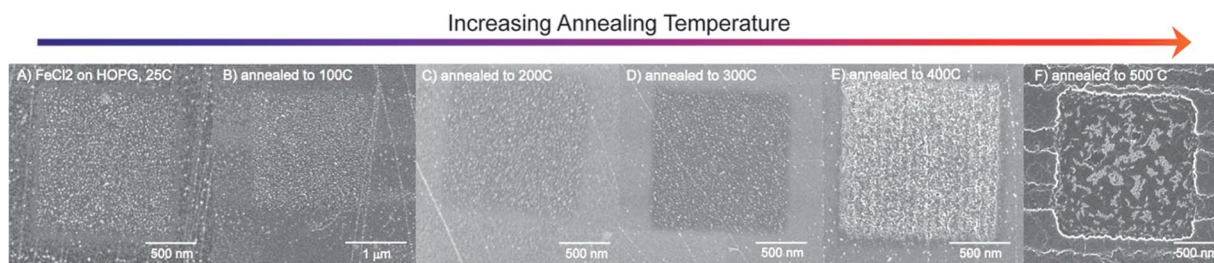 Increasing Annealing Temperature
A) FeCl2 on HOPG, 25C
B) annealed to 100C
C) annealed to 200C
D) annealed to 300C
E) annealed to 400C
F) annealed to 500 C
500 nm
1 µm
500 nm
500 nm
500 nm
500 nm